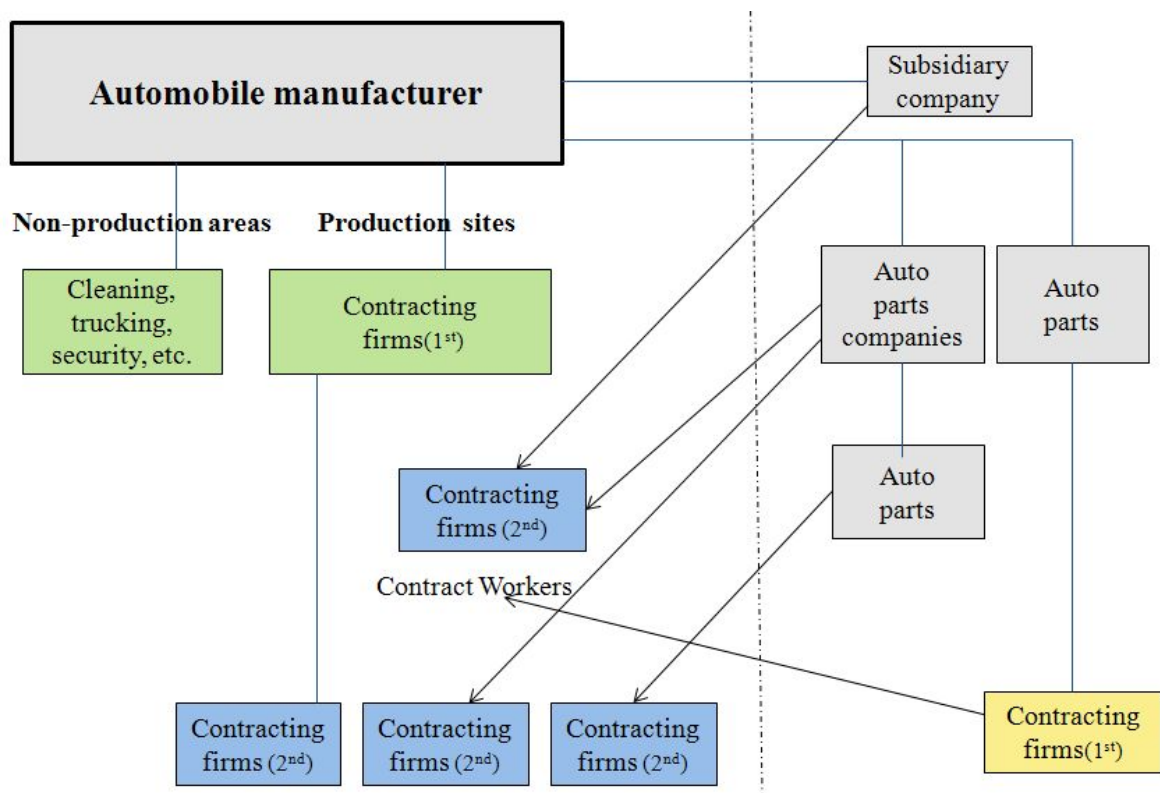 Automobile manufacturer
Subsidiary
company
Non-production areas
Production sites
Cleaning,
trucking,
security, etc.
Contracting
firms(1st)
Auto
parts
companies
Auto
parts
Contracting
firms (2nd)
Auto
parts
Contract Workers
Contracting
firms (2nd)
Contracting
firms (2nd)
Contracting
firms (2nd)
Contracting
firms(1st)